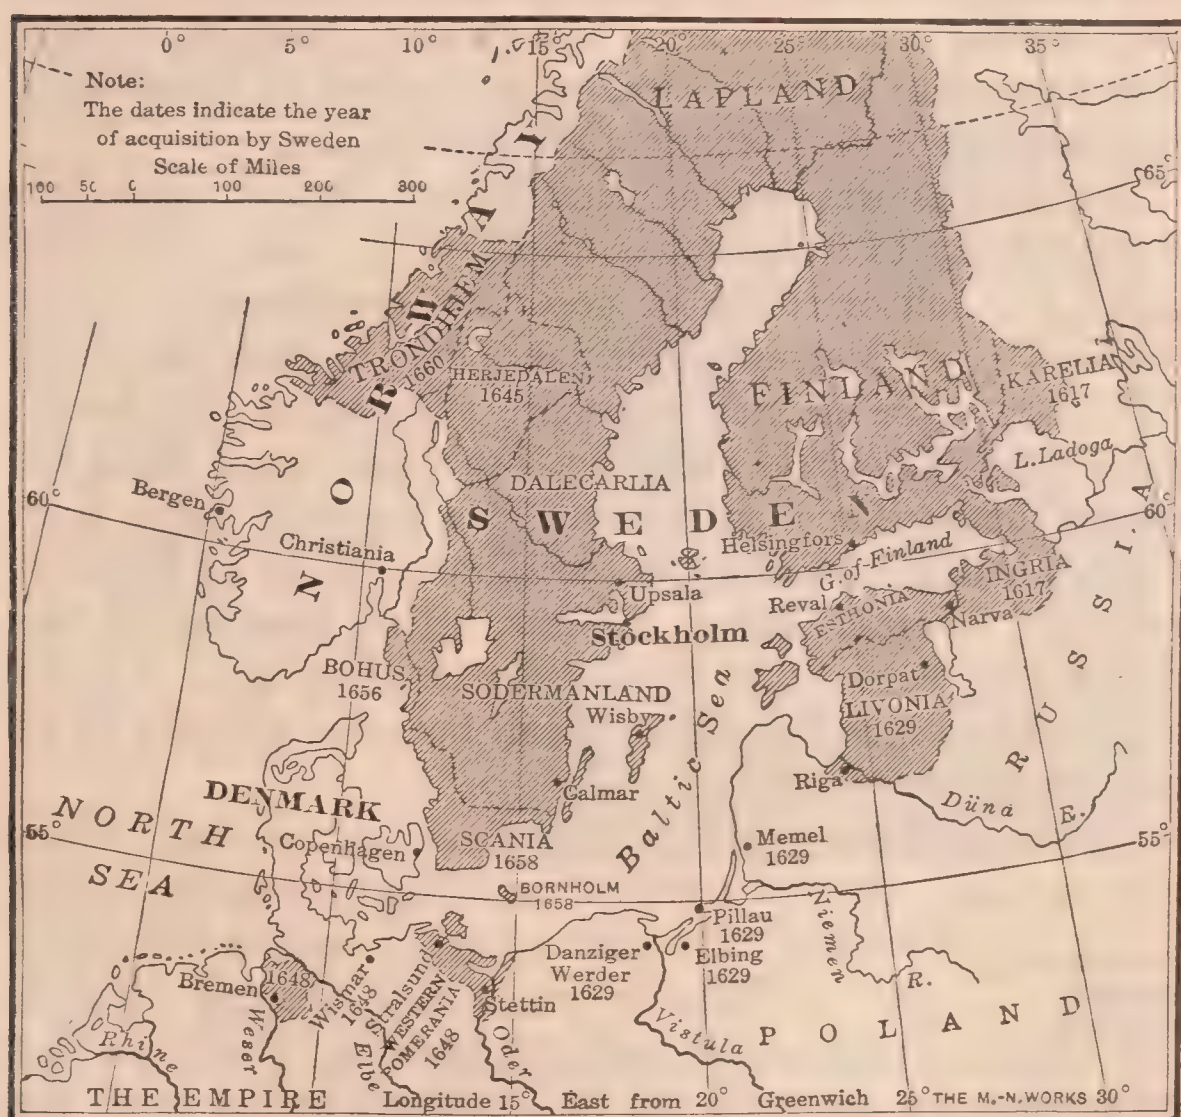 0° 5° 10° 15° 20° 25° 30° 35°
Note:
The dates indicate the year
of acquisition by Sweden
Scale of Miles
100 50 0 100 200 300
LAPLAND
65°
NORWAY
TRONDHJEM
1660
HERJEDALEN
1645
FINLAND
KARELIA
1617
L. Ladoga
DALECARLIA
SWEDEN
Bergen
60°
60°
Christiania
Helsingfors
G. of Finland
INGRIA
1617
Upsala
Reval
ESTHONIA
Narva
Stockholm
RUSSIA
BOHUS
1656
SODERMANLAND
Wisby
Dorpat
LIVONIA
1629
Baltic Sea
Calmar
Riga
Düna R.
DENMARK
NORTH
SEA
55°
55°
Copenhagen
SCANIA
1658
Memel
1629
BORNHOLM
1658
Pillau
1629
Niemen R.
Danziger
Werder
1629
Elbing
1629
1648
Bremen
Wismar
1648
Stralsund
WESTERN
POMERANIA
1648
Stettin
Rhine
Weser
Elbe
Oder
Vistula
POLAND
THE EMPIRE Longitude 15° East from 20° Greenwich 25° THE M.-N. WORKS 30°